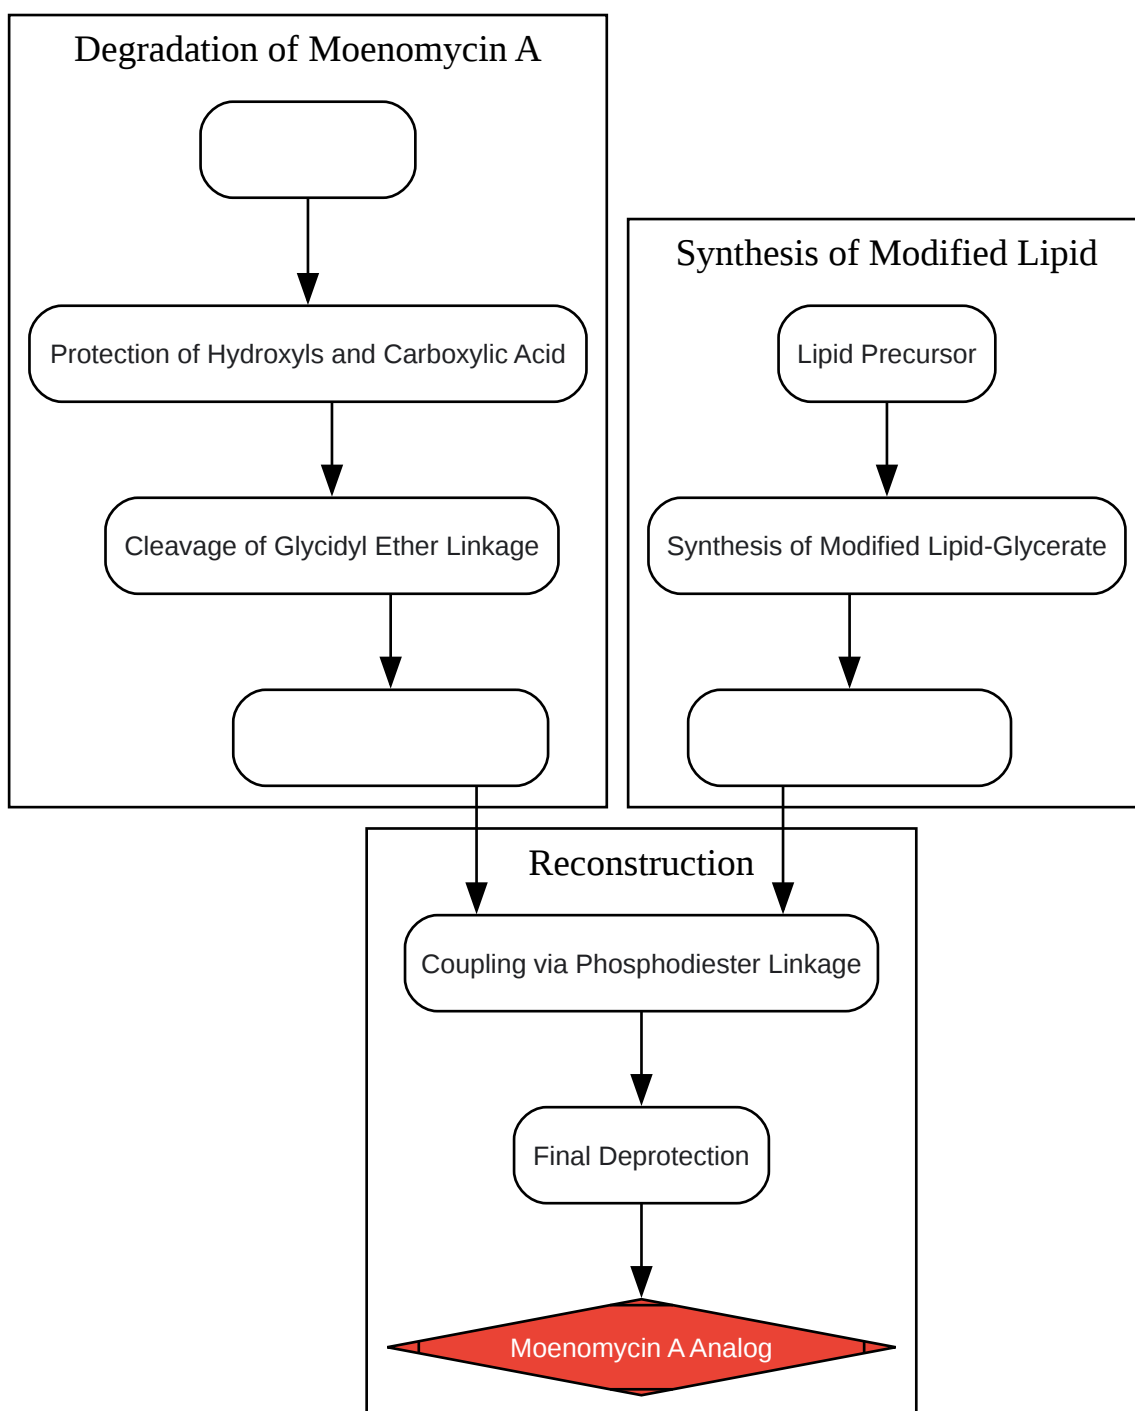 Degradation of Moenomycin A
Protection of Hydroxyls and Carboxylic Acid
Cleavage of Glycidyl Ether Linkage
Synthesis of Modified Lipid
Lipid Precursor
Synthesis of Modified Lipid-Glycerate
Reconstruction
Coupling via Phosphodiester Linkage
Final Deprotection
Moenomycin A Analog